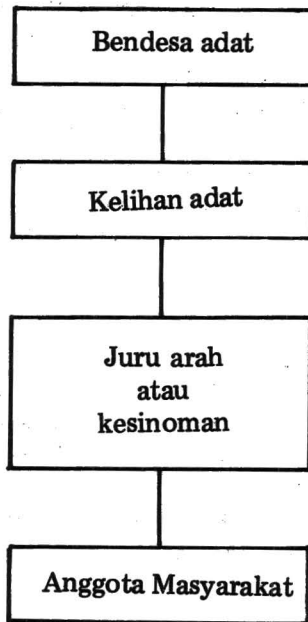 Bendesa adat
Kelihan adat
Juru arah
atau
kesinoman
Anggota Masyarakat